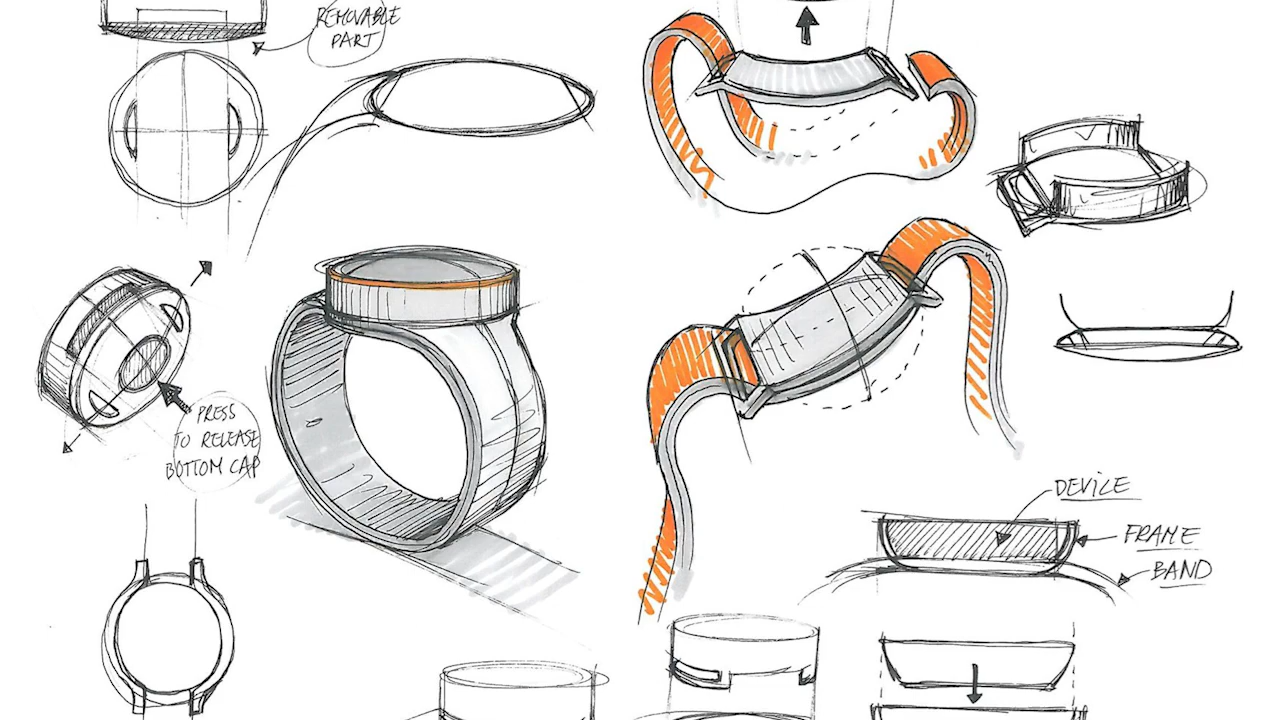 REMOVABLE
PART
PRESS
TO RELEASE
BOTTOM CAP
DEVICE
FRAME
BAND